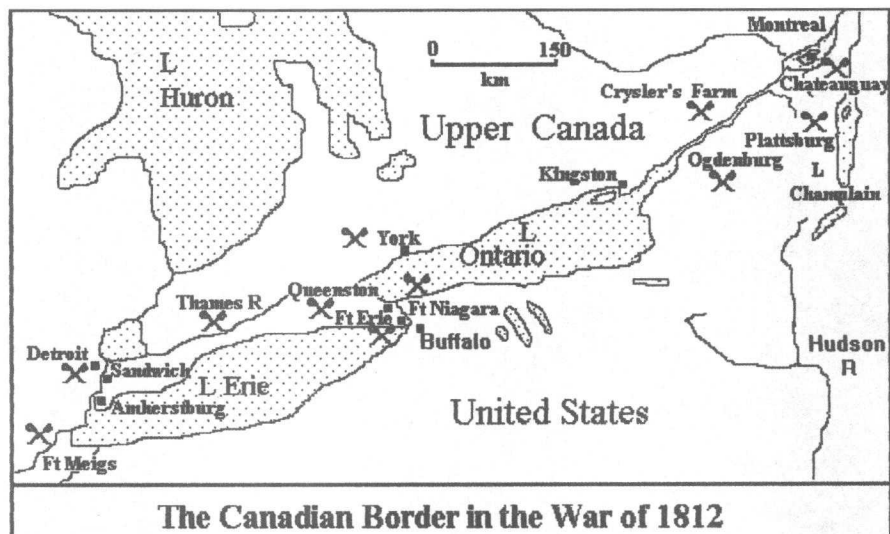 Montreal
L
Huron
0 150
km
Chateauguay
Crysler's Farm
Upper Canada
Plattsburg
Ogdenburg
L
Champlain
Kingston
York
L
Ontario
Queenston
Thames R
Ft Niagara
Ft Erie
Buffalo
Hudson
R
Detroit
Sandwich
L Erie
Amherstburg
United States
Ft Meigs
The Canadian Border in the War of 1812